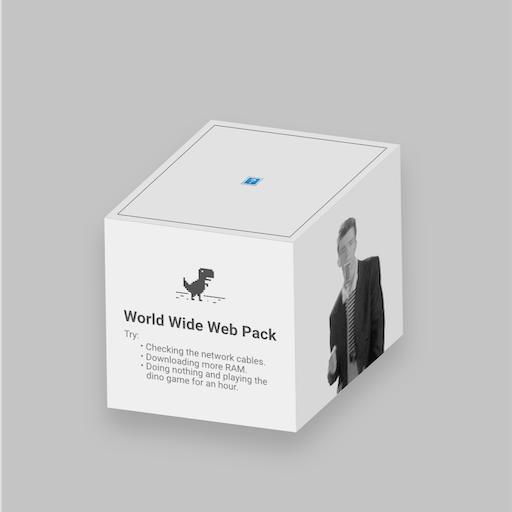 World Wide Web Pack
Try:
• Checking the network cables.
• Downloading more RAM.
• Doing nothing and playing the
dino game for an hour.